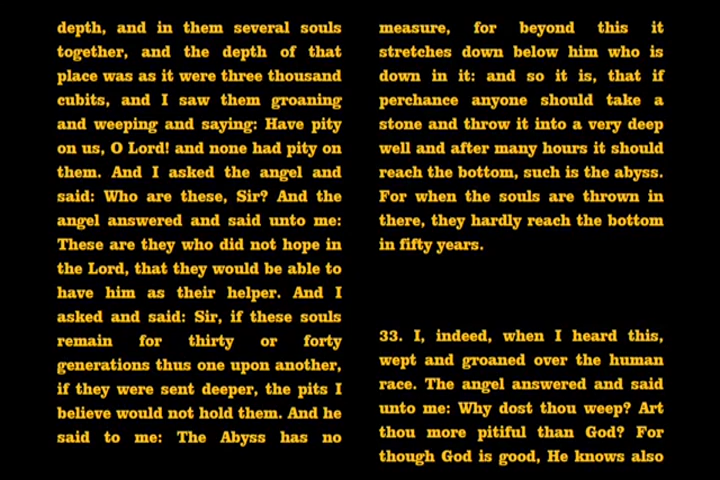 depth, and in them several souls
together, and the depth of that
place was as it were three thousand
cubits, and I saw them groaning
and weeping and saying: Have pity
on us, O Lord! and none had pity on
them. And I asked the angel and
said: Who are these, Sir? And the
angel answered and said unto me:
These are they who did not hope in
the Lord, that they would be able to
have him as their helper. And I
asked and said: Sir, if these souls
remain for thirty or forty
generations thus one upon another,
if they were sent deeper, the pits I
believe would not hold them. And he
said to me: The Abyss has no
measure, for beyond this it
stretches down below him who is
down in it: and so it is, that if
perchance anyone should take a
stone and throw it into a very deep
well and after many hours it should
reach the bottom, such is the abyss.
For when the souls are thrown in
there, they hardly reach the bottom
in fifty years.
33. I, indeed, when I heard this,
wept and groaned over the human
race. The angel answered and said
unto me: Why dost thou weep? Art
thou more pitiful than God? For
though God is good, He knows also